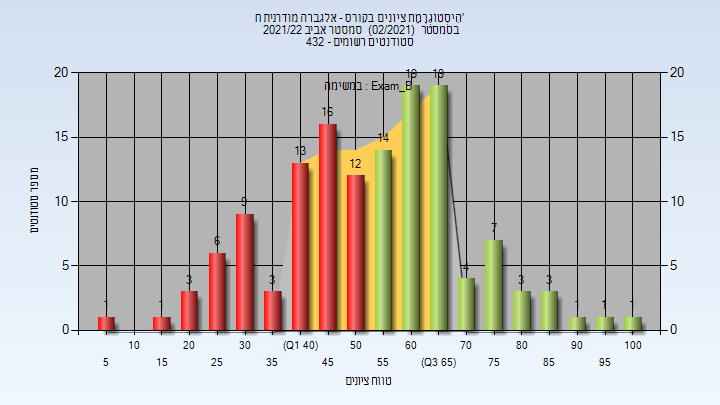 היסטוגרמת ציונים בקורס - אלגברה מודרנית ח'
בסמסטר (02/2021) סמסטר אביב 2021/22
סטודנטים רשומים - 432
במשימה : Exam_B
מספר סטודנטים
20 20
15 15
10 10
5 5
0 0
1 1 3 6 9 3 13 16 12 14 19 19 4 7 3 3 1 1 1
10 20 30 (Q1 40) 50 60 70 80 90 100
5 15 25 35 45 55 (Q3 65) 75 85 95
טווח ציונים